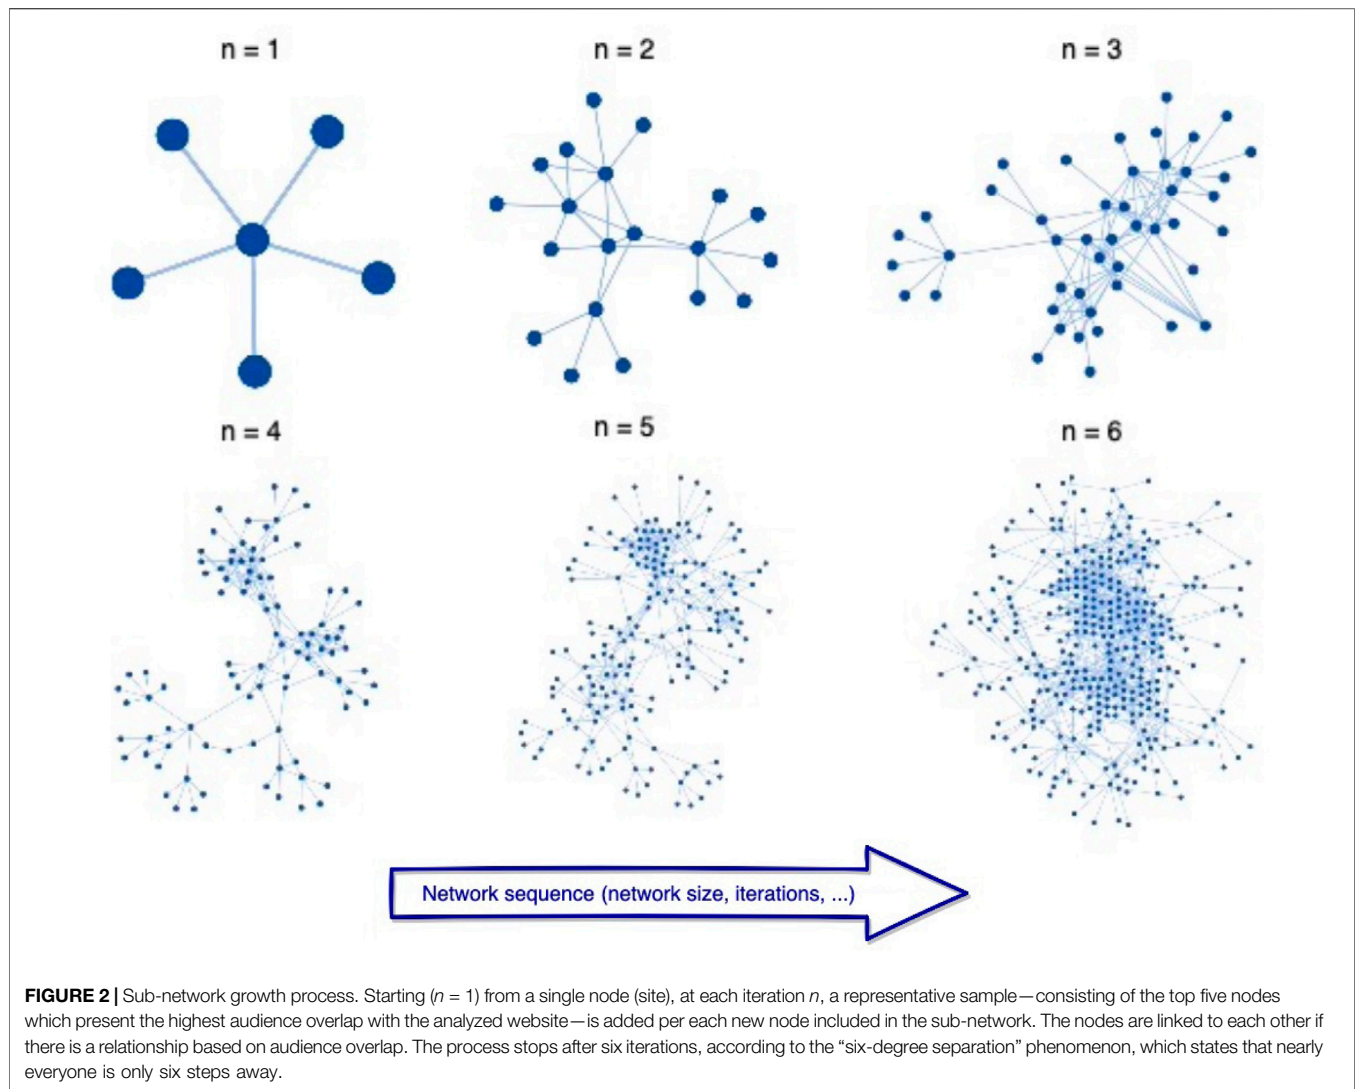 n = 1
n = 2
n = 3
n = 4
n = 5
n = 6
Network sequence (network size, iterations, ...)
FIGURE 2 | Sub-network growth process. Starting (n = 1) from a single node (site), at each iteration n, a representative sample—consisting of the top five nodes
which present the highest audience overlap with the analyzed website—is added per each new node included in the sub-network. The nodes are linked to each other if
there is a relationship based on audience overlap. The process stops after six iterations, according to the “six-degree separation” phenomenon, which states that nearly
everyone is only six steps away.